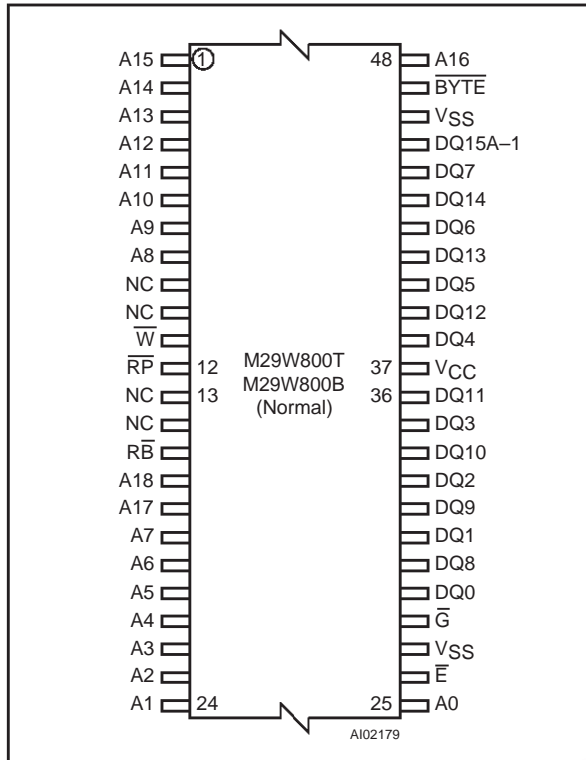 A15 1 48 A16
A14 B̅Y̅T̅E̅
A13 VSS
A12 DQ15A–1
A11 DQ7
A10 DQ14
A9 DQ6
A8 DQ13
NC DQ5
NC DQ12
W̅ DQ4
R̅P̅ 12 M29W800T 37 VCC
NC 13 M29W800B 36 DQ11
(Normal)
NC DQ3
RB̅ DQ10
A18 DQ2
A17 DQ9
A7 DQ1
A6 DQ8
A5 DQ0
A4 G̅
A3 VSS
A2 E̅
A1 24 25 A0
AI02179